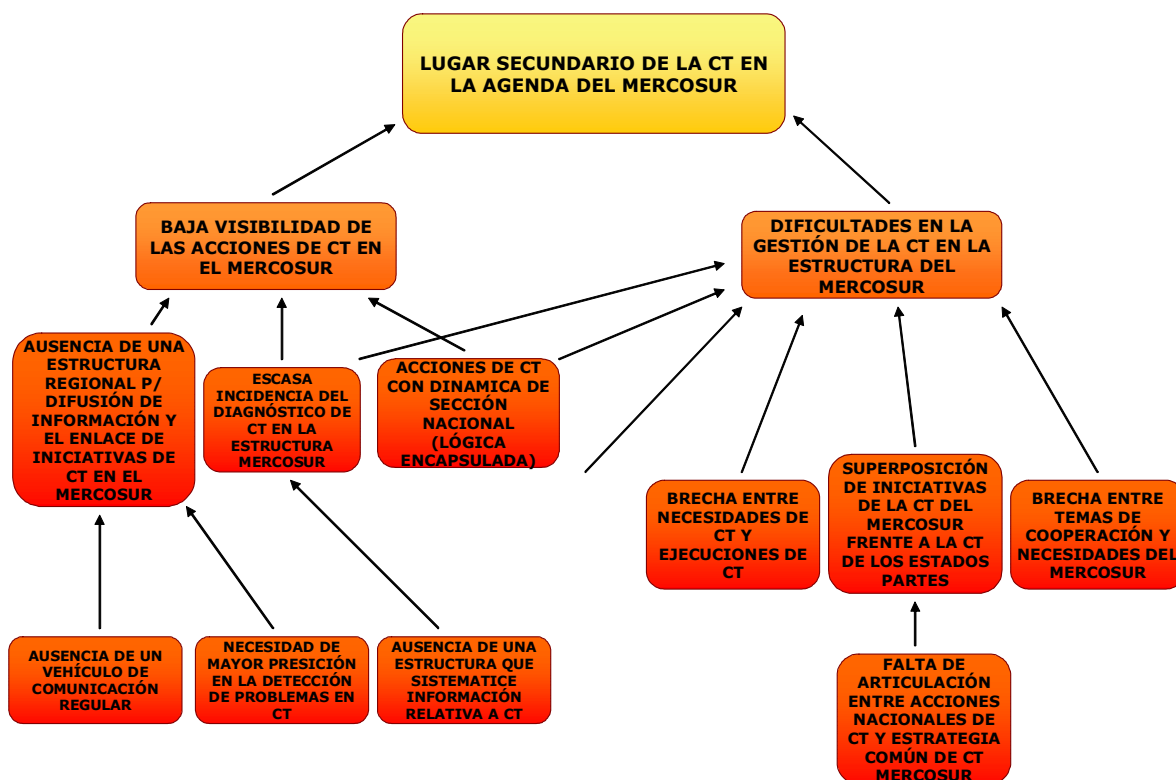 LUGAR SECUNDARIO DE LA CT EN
LA AGENDA DEL MERCOSUR
BAJA VISIBILIDAD DE
LAS ACCIONES DE CT EN
EL MERCOSUR
DIFICULTADES EN LA
GESTIÓN DE LA CT EN LA
ESTRUCTURA DEL
MERCOSUR
AUSENCIA DE UNA
ESTRUCTURA
REGIONAL P/
DIFUSIÓN DE
INFORMACIÓN Y
EL ENLACE DE
INICIATIVAS DE
CT EN EL
MERCOSUR
ESCASA
INCIDENCIA DEL
DIAGNÓSTICO DE
CT EN LA
ESTRUCTURA
MERCOSUR
ACCIONES DE CT
CON DINAMICA DE
SECCIÓN
NACIONAL
(LÓGICA
ENCAPSULADA)
BRECHA ENTRE
NECESIDADES DE
CT Y
EJECUCIONES DE
CT
SUPERPOSICIÓN
DE INICIATIVAS
DE LA CT DEL
MERCOSUR
FRENTE A LA CT
DE LOS ESTADOS
PARTES
BRECHA ENTRE
TEMAS DE
COOPERACIÓN Y
NECESIDADES DEL
MERCOSUR
AUSENCIA DE UN
VEHÍCULO DE
COMUNICACIÓN
REGULAR
NECESIDAD DE
MAYOR PRESICIÓN
EN LA DETECCIÓN
DE PROBLEMAS EN
CT
AUSENCIA DE UNA
ESTRUCTURA QUE
SISTEMATICE
INFORMACIÓN
RELATIVA A CT
FALTA DE
ARTICULACIÓN
ENTRE ACCIONES
NACIONALES DE
CT Y ESTRATEGIA
COMÚN DE CT
MERCOSUR